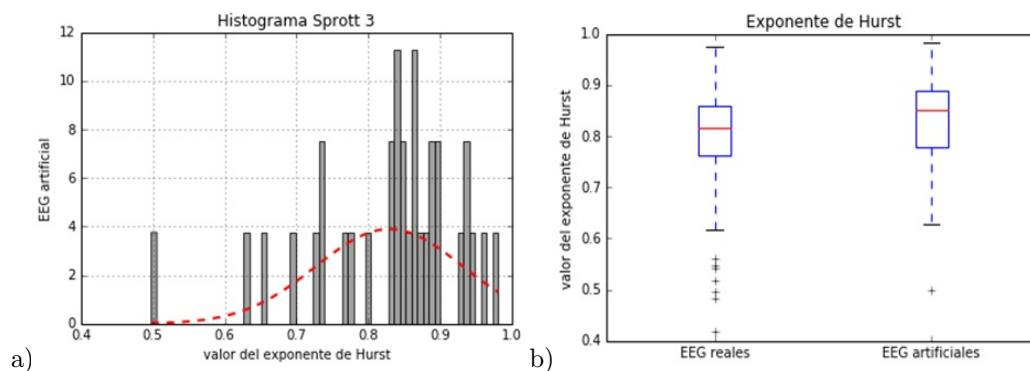 Histograma Sprott 3
EEG artificial
12
10
8
6
4
2
0
0.4 0.5 0.6 0.7 0.8 0.9 1.0
valor del exponente de Hurst
a)
Exponente de Hurst
valor del exponente de Hurst
1.0
0.9
0.8
0.7
0.6
0.5
0.4
EEG reales EEG artificiales
b)